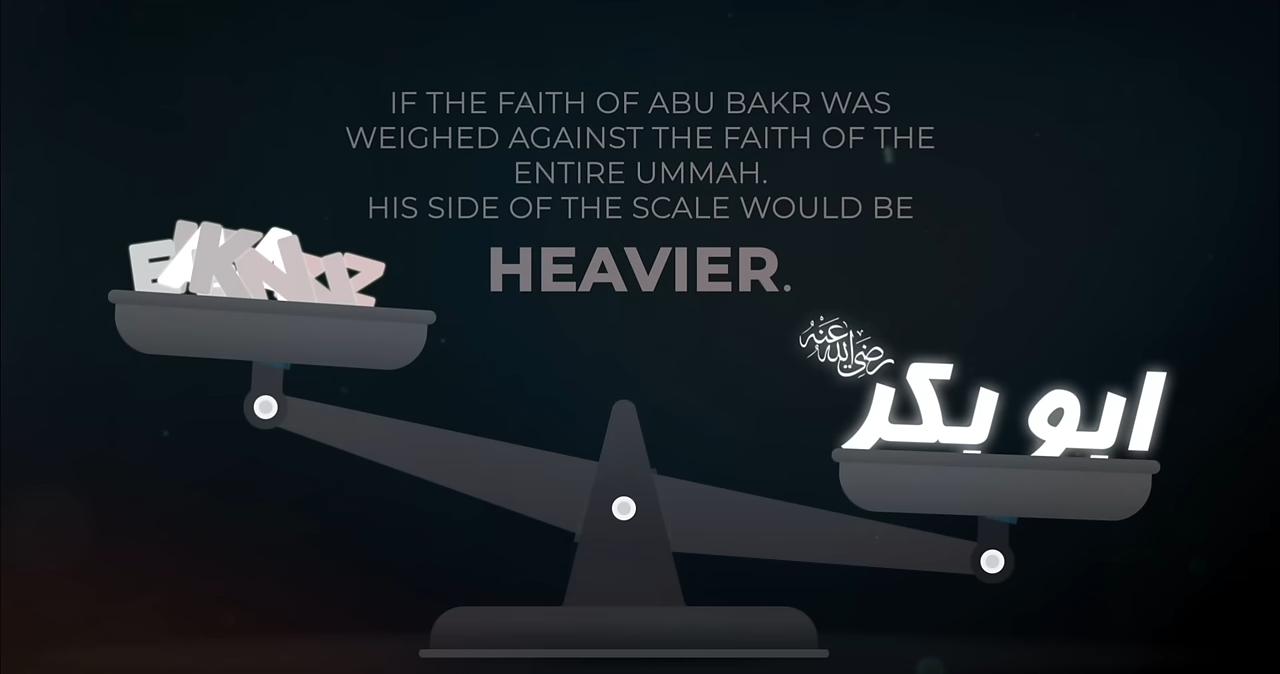 IF THE FAITH OF ABU BAKR WAS
WEIGHED AGAINST THE FAITH OF THE
ENTIRE UMMAH.
HIS SIDE OF THE SCALE WOULD BE
HEAVIER.
رضي الله عنه
ابو بكر